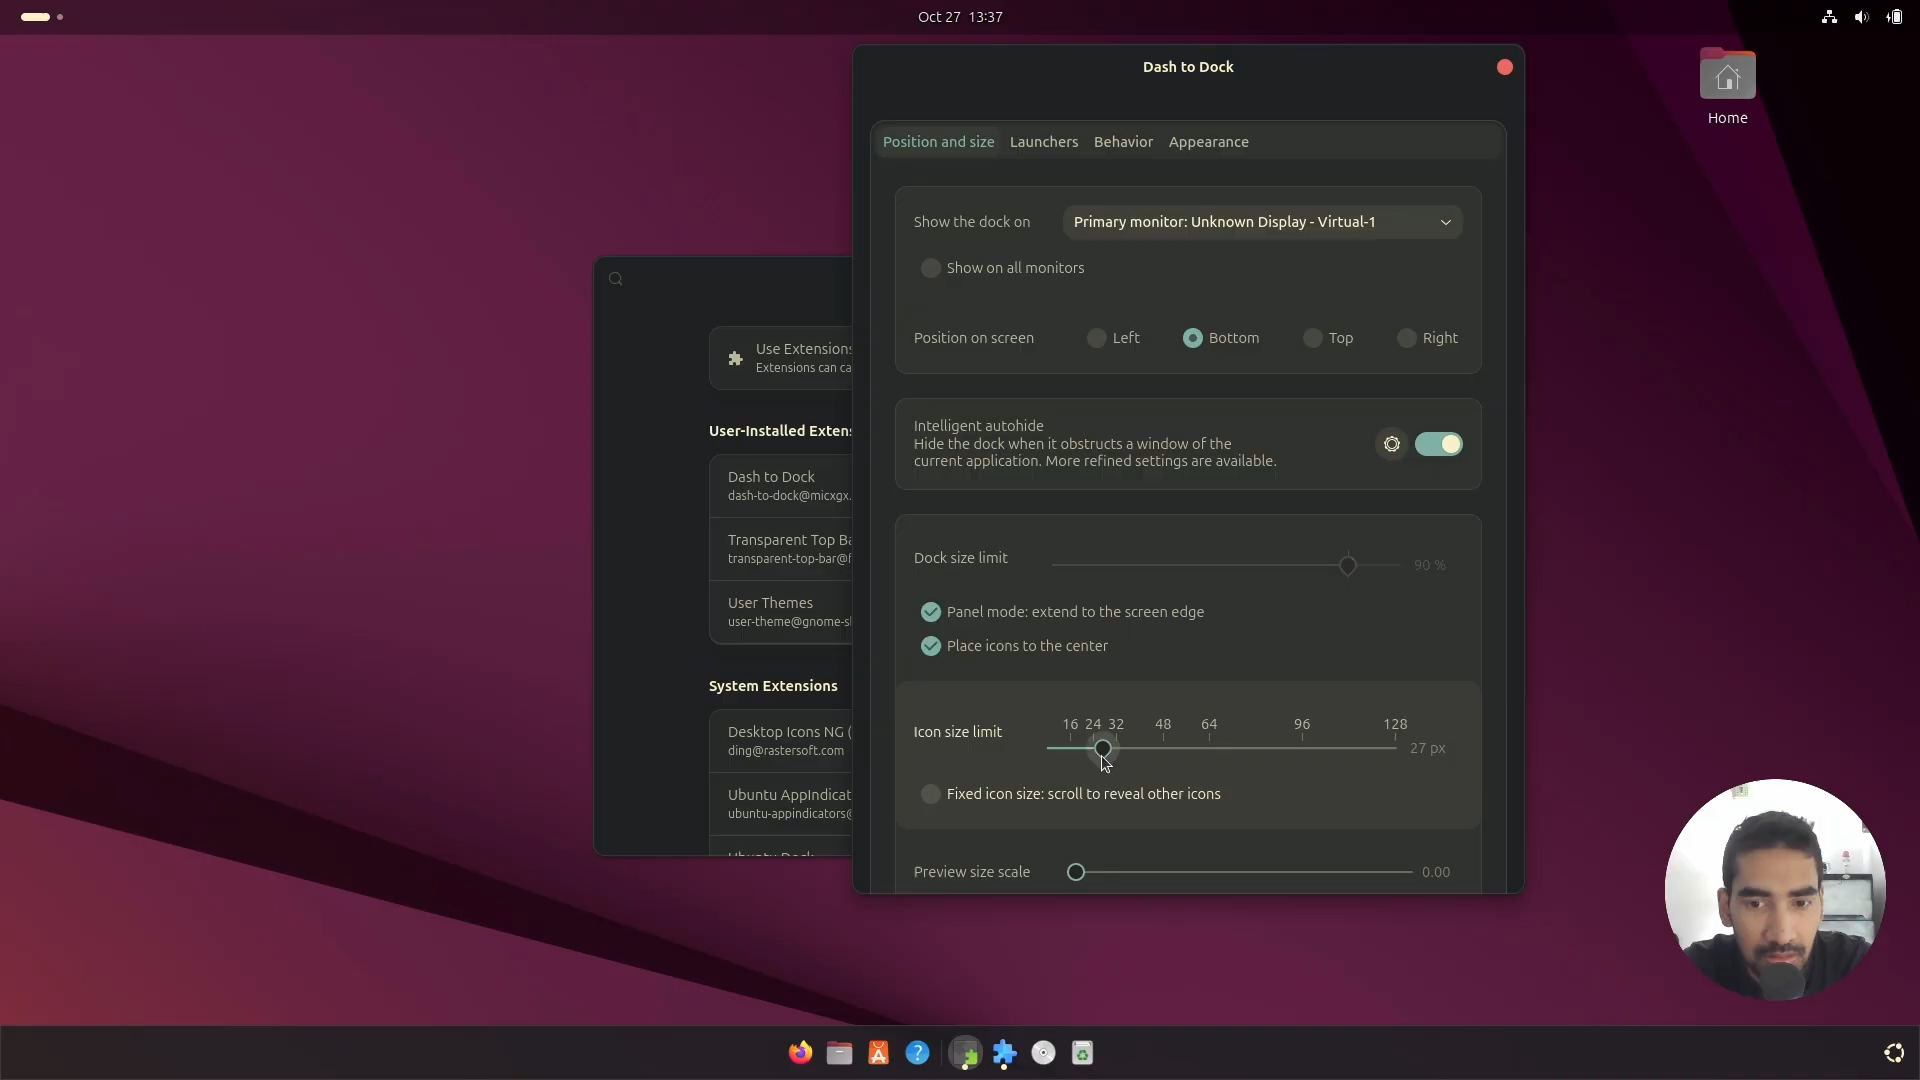 Oct 27 13:37
Home
Dash to Dock
Position and size
Launchers
Behavior
Appearance
Show the dock on
Primary monitor: Unknown Display - Virtual-1
Show on all monitors
Position on screen
Left
Bottom
Top
Right
Intelligent autohide
Hide the dock when it obstructs a window of the
current application. More refined settings are available.
Dock size limit
90 %
Panel mode: extend to the screen edge
Place icons to the center
Icon size limit
16 24 32 48 64 96 128
27 px
Fixed icon size: scroll to reveal other icons
Preview size scale
0.00
Use Extensions
Extensions can ca
User-Installed Exten
Dash to Dock
dash-to-dock@micxgx.
Transparent Top Ba
transparent-top-bar@f
User Themes
user-theme@gnome-sl
System Extensions
Desktop Icons NG (
ding@rastersoft.com
Ubuntu AppIndicat
ubuntu-appindicators@